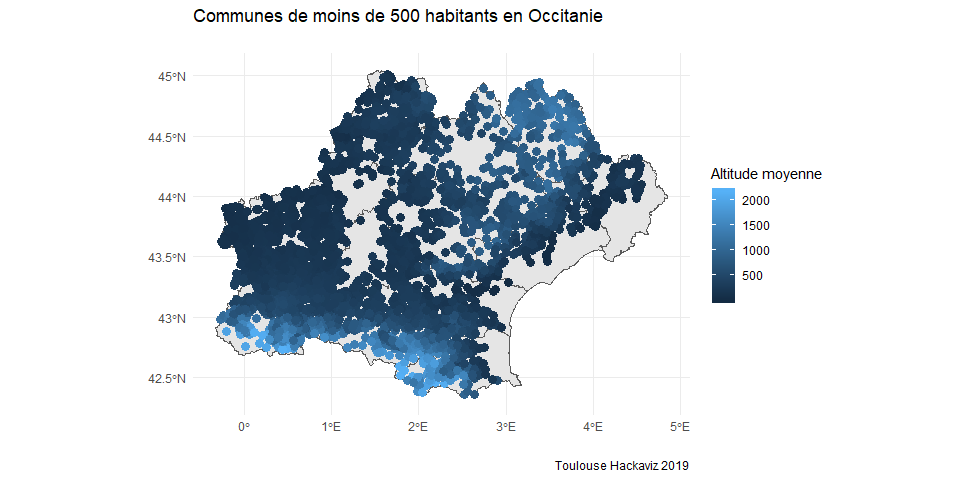 Communes de moins de 500 habitants en Occitanie
45°N
44.5°N
44°N
43.5°N
43°N
42.5°N
0°
1°E
2°E
3°E
4°E
5°E
Altitude moyenne
2000
1500
1000
500
Toulouse Hackaviz 2019